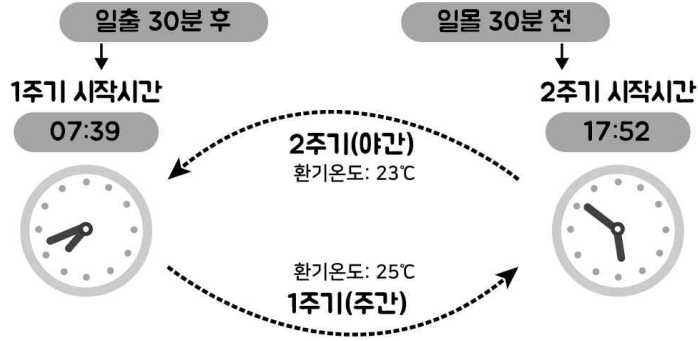 일출 30분 후
일몰 30분 전
1주기 시작시간
2주기 시작시간
07:39
17:52
2주기(야간)
환기온도: 23℃
환기온도: 25℃
1주기(주간)